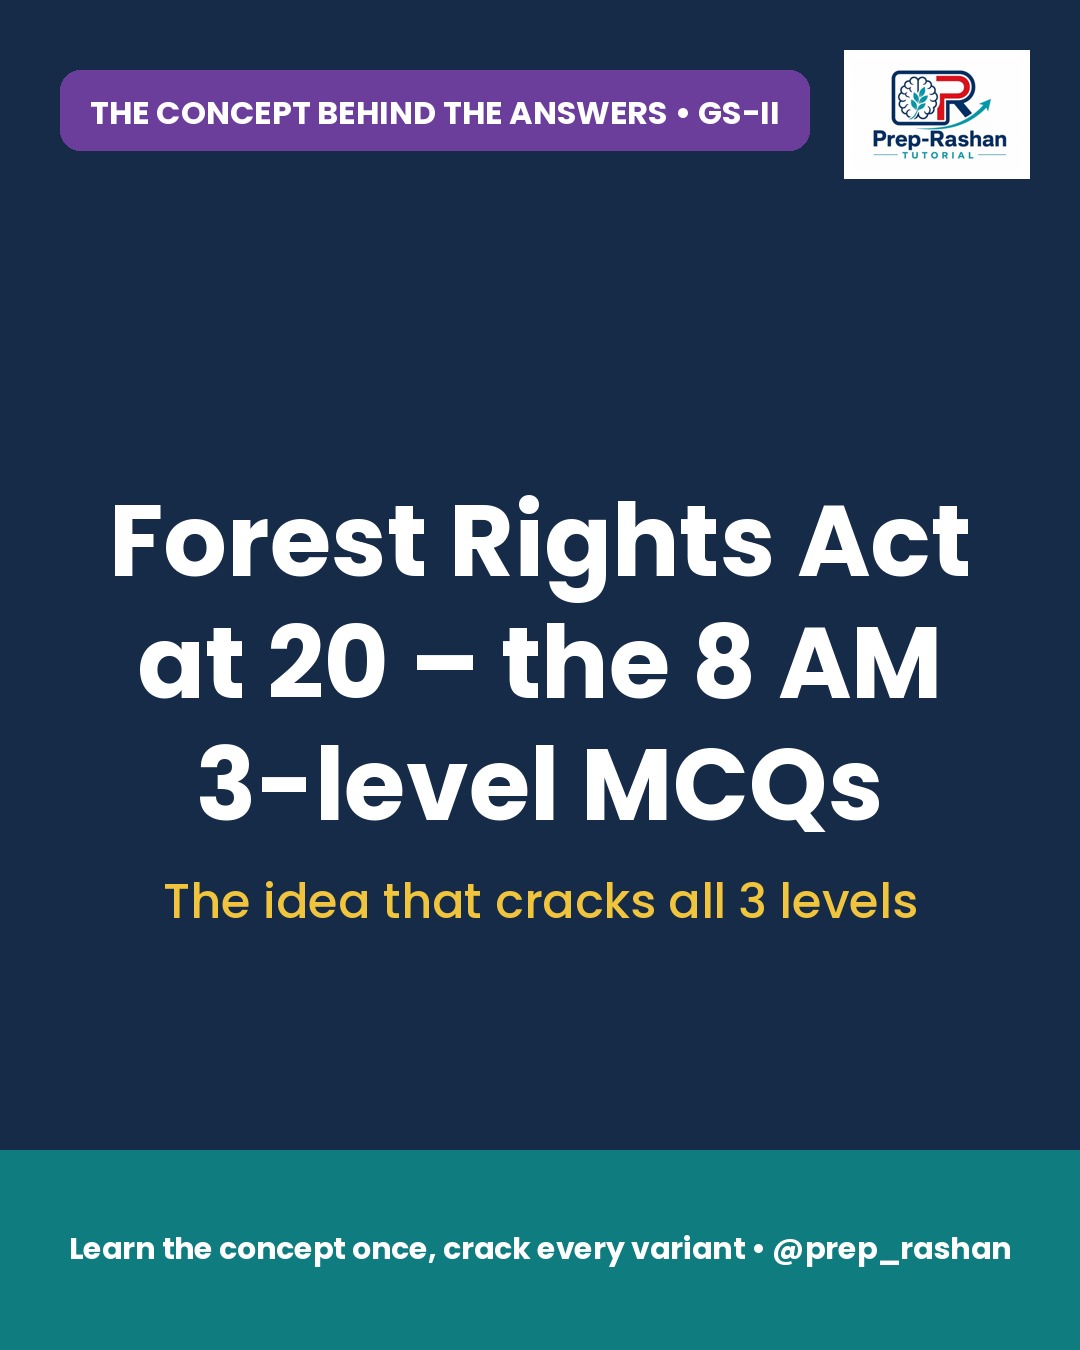 THE CONCEPT BEHIND THE ANSWERS • GS-II
Prep-Rashan
TUTORIAL
Forest Rights Act
at 20 – the 8 AM
3-level MCQs
The idea that cracks all 3 levels
Learn the concept once, crack every variant • @prep_rashan